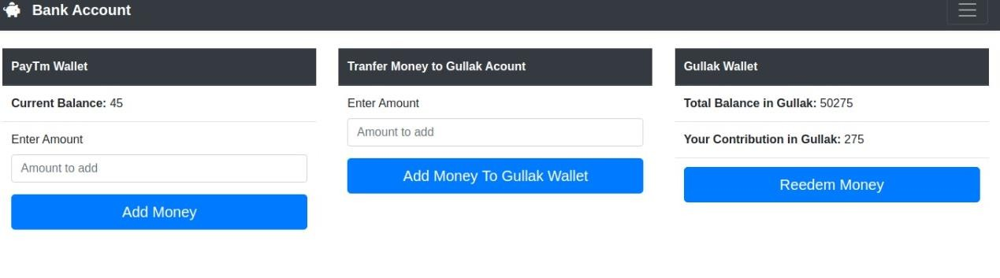 Bank Account
PayTm Wallet
Current Balance: 45
Enter Amount
Amount to add
Add Money
Tranfer Money to Gullak Acount
Enter Amount
Amount to add
Add Money To Gullak Wallet
Gullak Wallet
Total Balance in Gullak: 50275
Your Contribution in Gullak: 275
Reedem Money